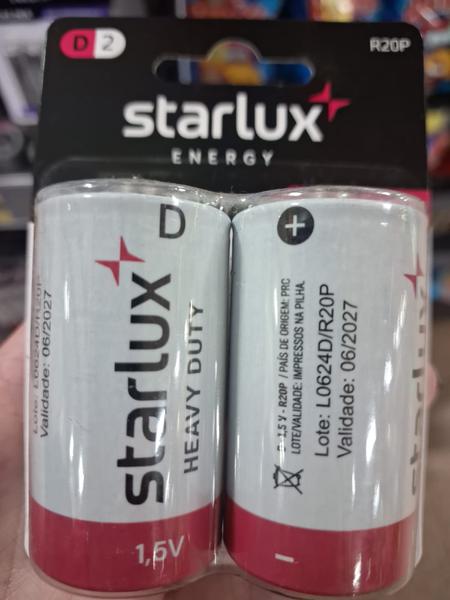 D 2
R20P
starlux
ENERGY
Lote: L0624D/R20P
Validade: 06/2027
D
starlux
HEAVY DUTY
1,5V
+
D - 1,5 V - R20P / PAÍS DE ORIGEM: PRC
LOTE/VALIDADE: IMPRESSOS NA PILHA.
Lote: L0624D/R20P
Validade: 06/2027
starlux
–